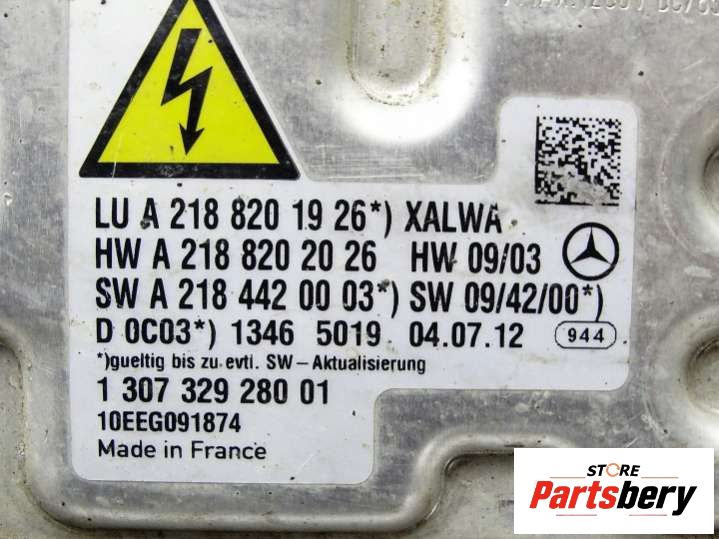 LU A 218 820 19 26*) XALWA
HW A 218 820 20 26 HW 09/03
SW A 218 442 00 03*) SW 09/42/00*)
D 0C03*) 1346 5019 04.07.12 944
*)gueltig bis zu evtl. SW-Aktualisierung
1 307 329 280 01
10EEG091874
Made in France
STORE
Partsbery